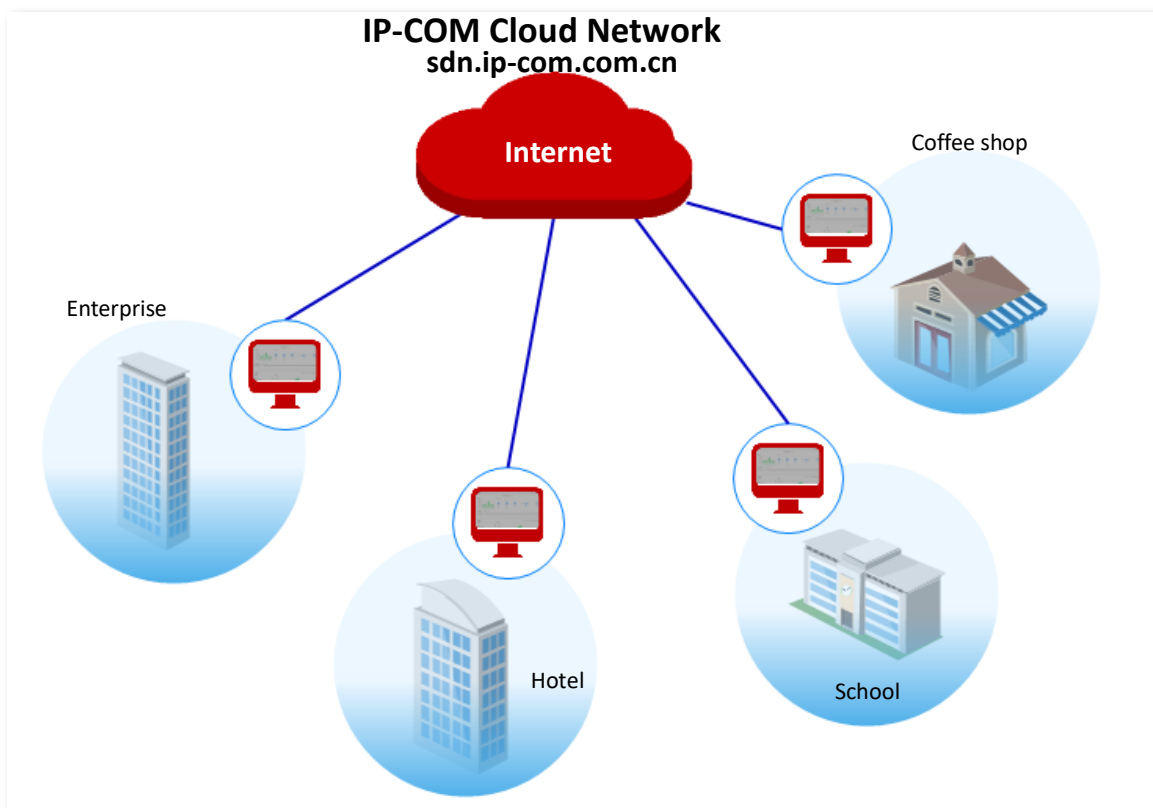 IP-COM Cloud Network
sdn.ip-com.com.cn
Internet
Coffee shop
Enterprise
Hotel
School